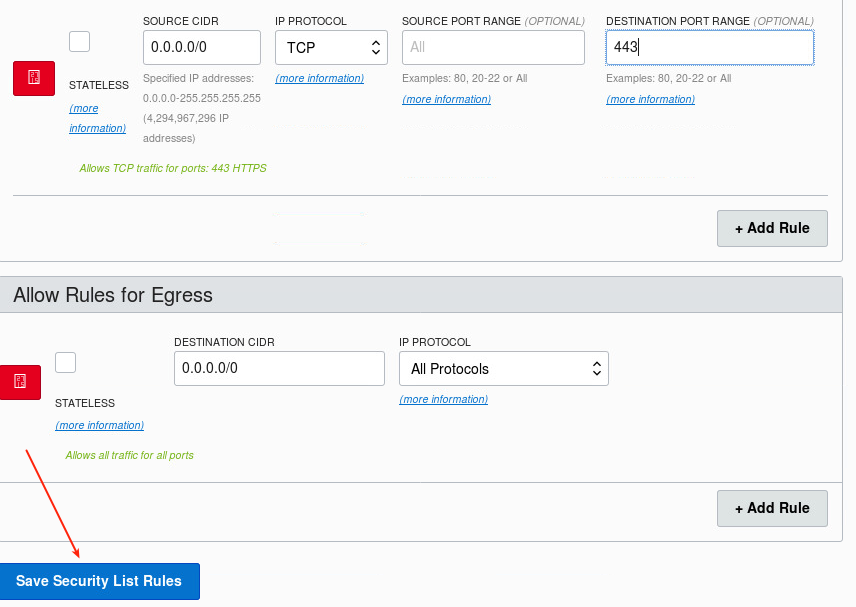 SOURCE CIDR
IP PROTOCOL
SOURCE PORT RANGE (OPTIONAL)
DESTINATION PORT RANGE (OPTIONAL)
0.0.0.0/0
TCP
All
443
STATELESS
(more information)
Specified IP addresses:
0.0.0.0-255.255.255.255
(4,294,967,296 IP
addresses)
(more information)
Examples: 80, 20-22 or All
(more information)
Examples: 80, 20-22 or All
(more information)
Allows TCP traffic for ports: 443 HTTPS
+ Add Rule
Allow Rules for Egress
DESTINATION CIDR
IP PROTOCOL
0.0.0.0/0
All Protocols
(more information)
STATELESS
(more information)
Allows all traffic for all ports
+ Add Rule
Save Security List Rules